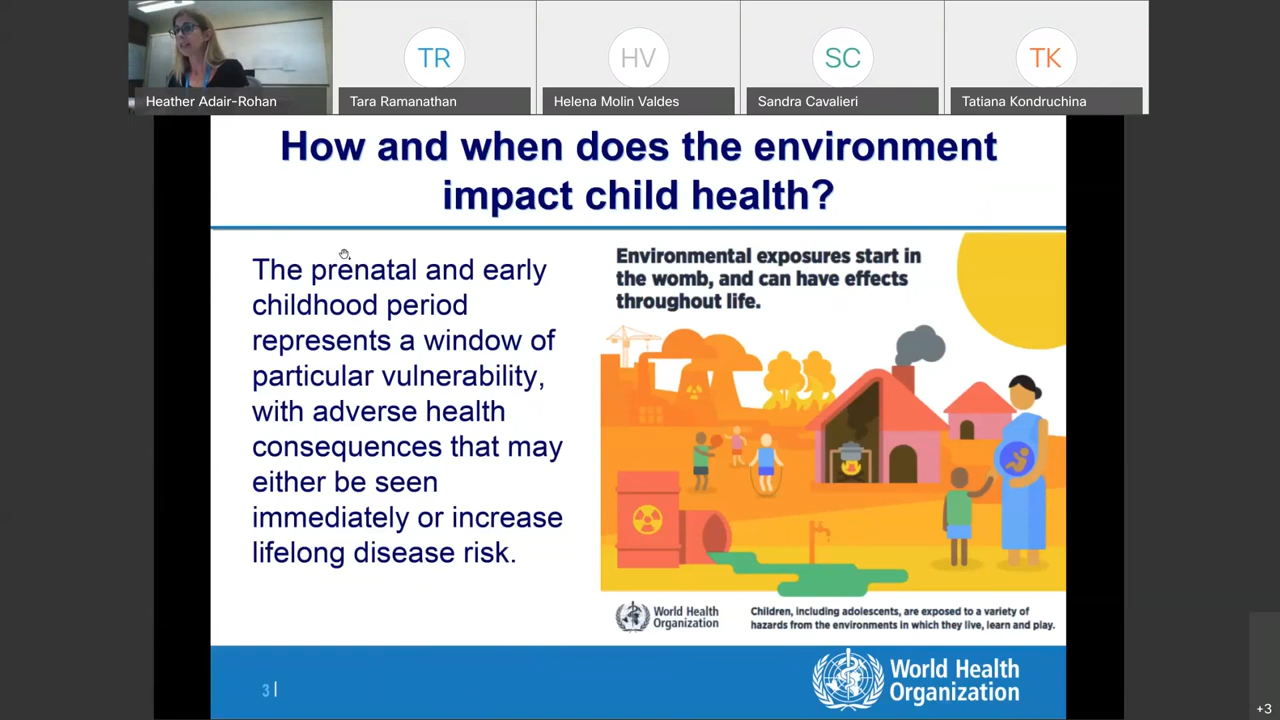 TR
HV
SC
TK
Heather Adair-Rohan
Tara Ramanathan
Helena Molin Valdes
Sandra Cavalieri
Tatiana Kondruchina
How and when does the environment
impact child health?
The prenatal and early
childhood period
represents a window of
particular vulnerability,
with adverse health
consequences that may
either be seen
immediately or increase
lifelong disease risk.
Environmental exposures start in
the womb, and can have effects
throughout life.
World Health
Organization
Children, including adolescents, are exposed to a variety of
hazards from the environments in which they live, learn and play.
3 |
World Health
Organization
+3